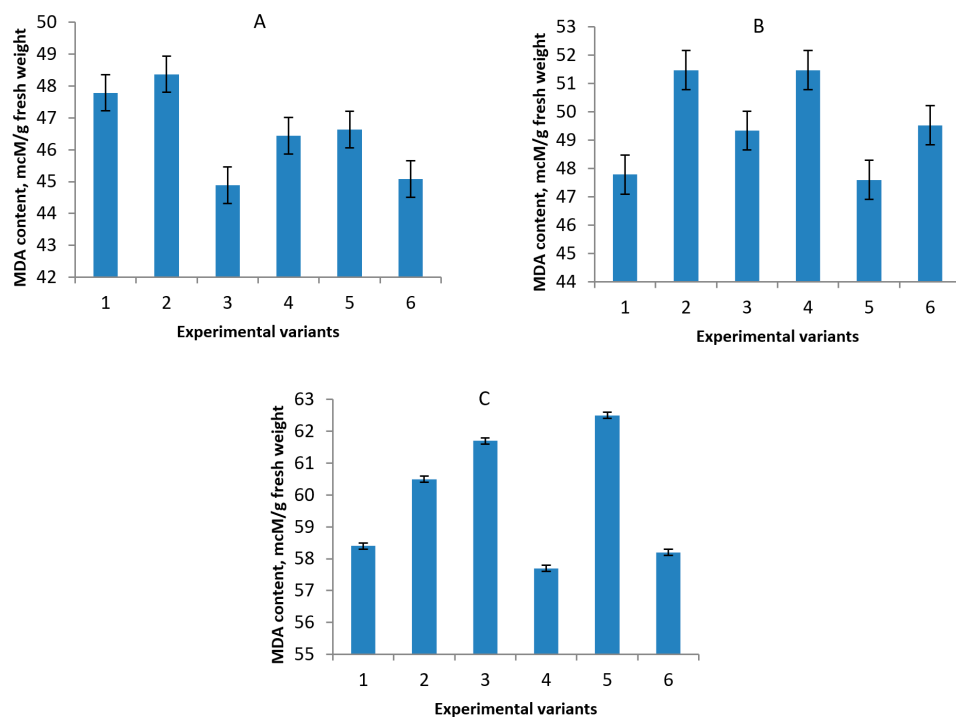 A
MDA content, mcM/g fresh weight
50
49
48
47
46
45
44
43
42
1 2 3 4 5 6
Experimental variants
B
MDA content, mcM/g fresh weight
53
52
51
50
49
48
47
46
45
44
1 2 3 4 5 6
Experimental variants
C
MDA content, mcM/g fresh weight
63
62
61
60
59
58
57
56
55
1 2 3 4 5 6
Experimental variants